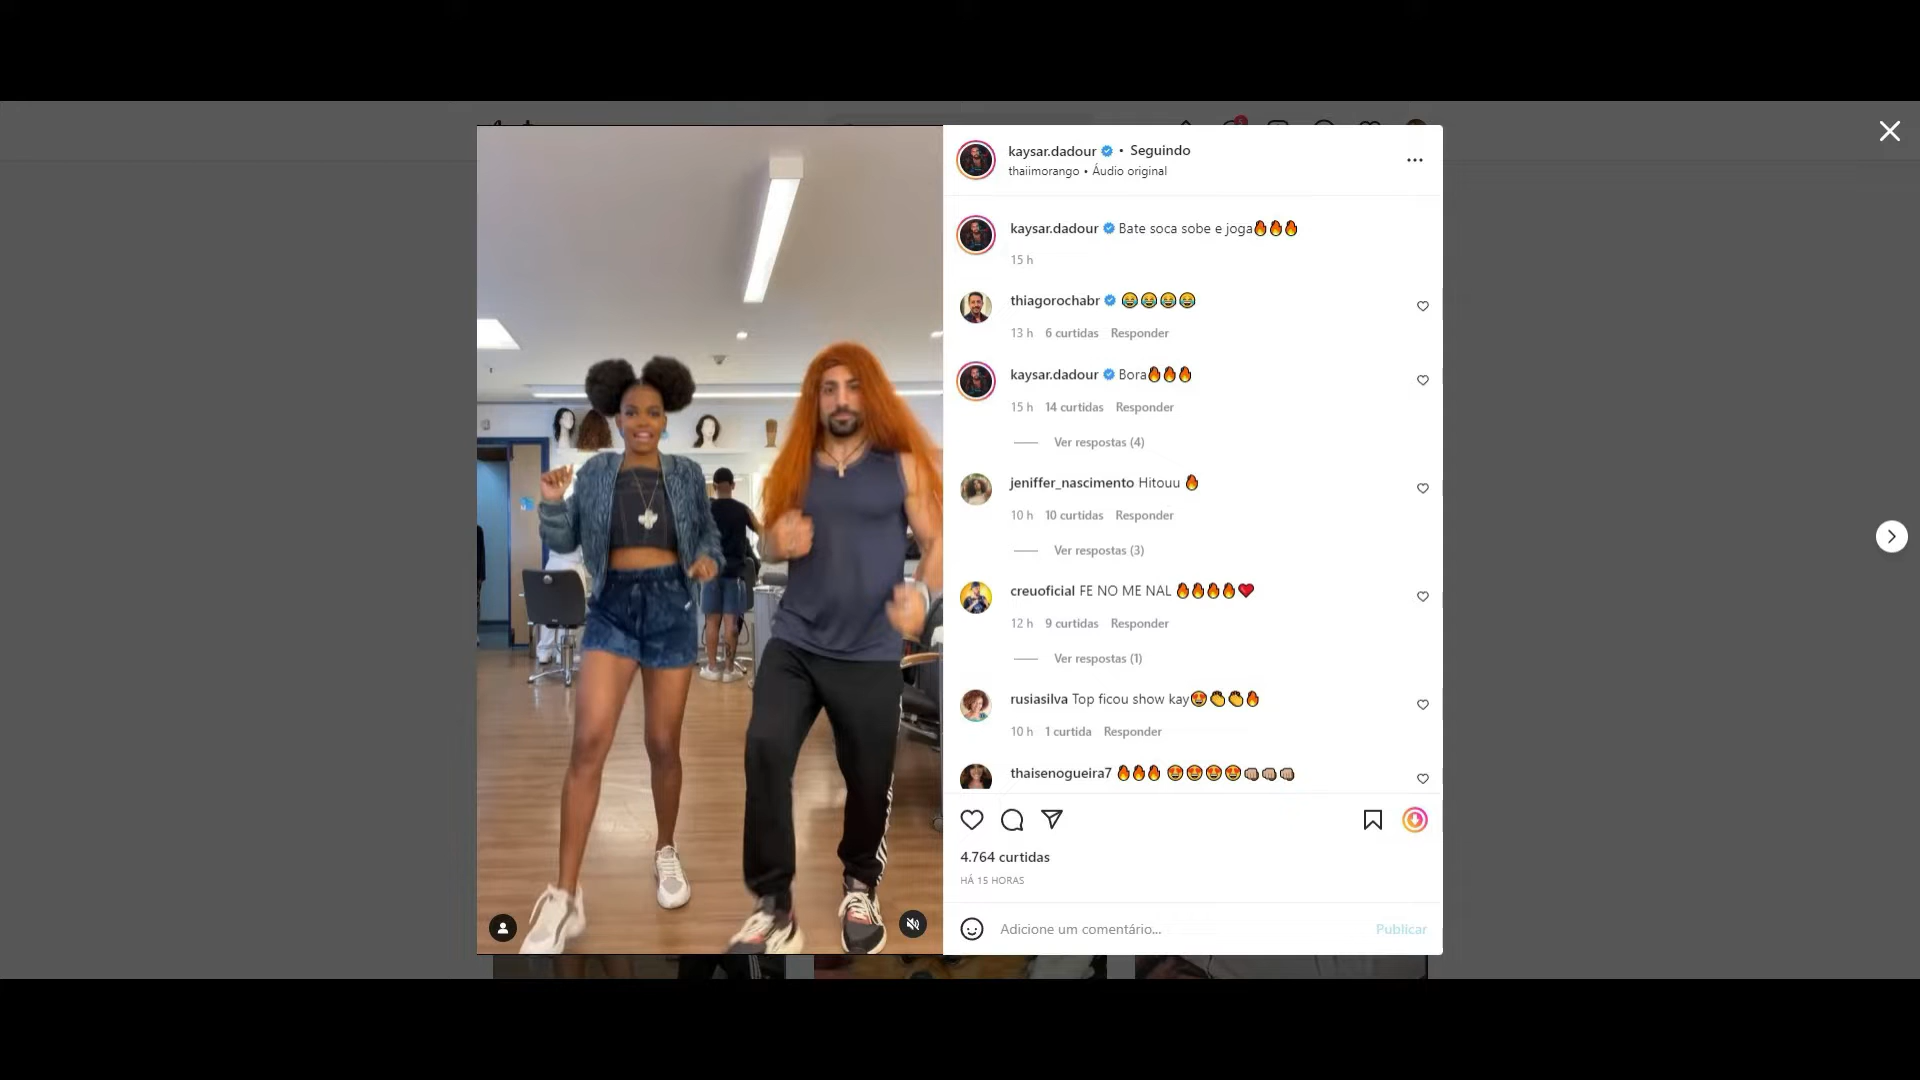 kaysar.dadour • Seguindo
thaiimorango • Áudio original
kaysar.dadour Bate soca sobe e joga🔥🔥🔥
15 h
thiagorochabr 😂😂😂😂
13 h 6 curtidas Responder
kaysar.dadour Bora🔥🔥🔥
15 h 14 curtidas Responder
Ver respostas (4)
jeniffer_nascimento Hitouu 🔥
10 h 10 curtidas Responder
Ver respostas (3)
creuoficial FE NO ME NAL 🔥🔥🔥🔥❤️
12 h 9 curtidas Responder
Ver respostas (1)
rusiasilva Top ficou show kay😍👏👏🔥
10 h 1 curtida Responder
thaisenogueira7 🔥🔥🔥 😍😍😍😍👊🏼👊🏼👊🏼
4.764 curtidas
HÁ 15 HORAS
Adicione um comentário...
Publicar